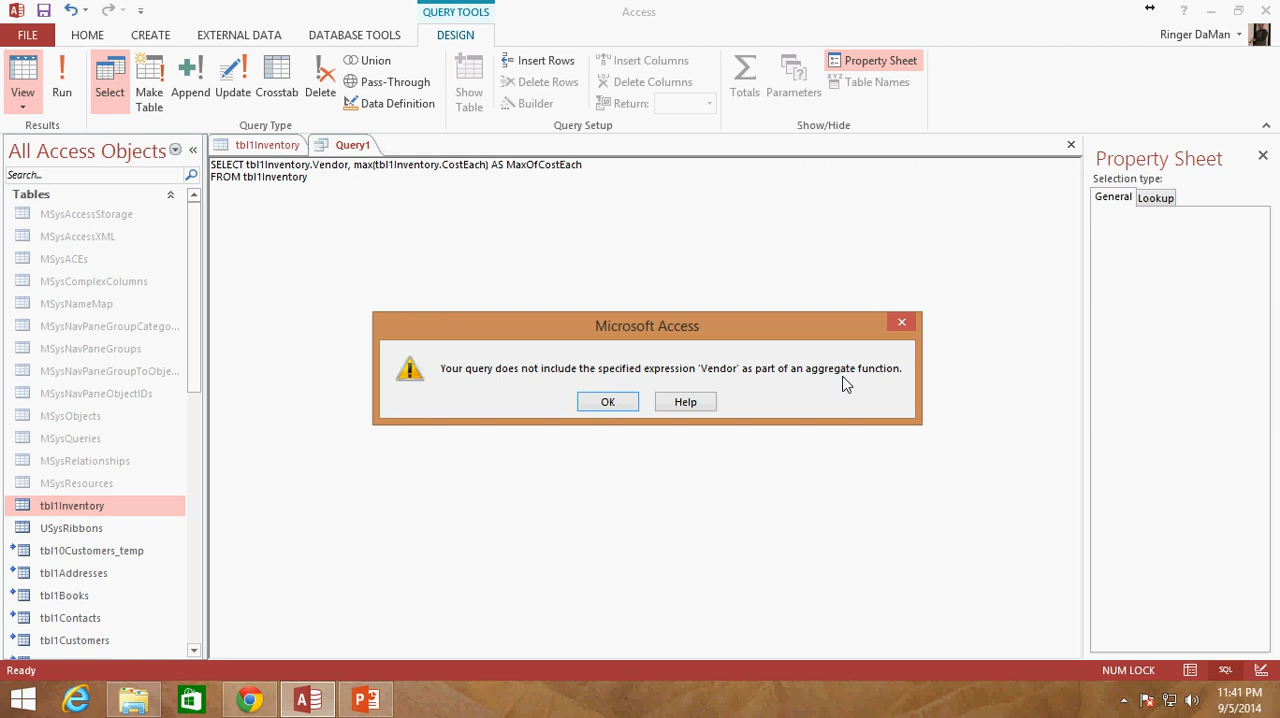 QUERY TOOLS
Access
?
FILE
HOME
CREATE
EXTERNAL DATA
DATABASE TOOLS
DESIGN
Ringer DaMan
View
Run
Results
Select
Make Table
Append
Update
Crosstab
Delete
Union
Pass-Through
Data Definition
Query Type
Show Table
Insert Rows
Delete Rows
Builder
Insert Columns
Delete Columns
Return:
Query Setup
Totals
Parameters
Property Sheet
Table Names
Show/Hide
All Access Objects
Search...
Tables
MSysAccessStorage
MSysAccessXML
MSysACEs
MSysComplexColumns
MSysNameMap
MSysNavPaneGroupCatego...
MSysNavPaneGroups
MSysNavPaneGroupToObje...
MSysNavPaneObjectIDs
MSysObjects
MSysQueries
MSysRelationships
MSysResources
tbl1Inventory
USysRibbons
tbl10Customers_temp
tbl1Addresses
tbl1Books
tbl1Contacts
tbl1Customers
tbl1Inventory
Query1
SELECT tbl1Inventory.Vendor, max(tbl1Inventory.CostEach) AS MaxOfCostEach
FROM tbl1Inventory
Microsoft Access
Your query does not include the specified expression 'Vendor' as part of an aggregate function.
OK
Help
Property Sheet
Selection type:
General
Lookup
Ready
NUM LOCK
SQL
11:41 PM
9/5/2014